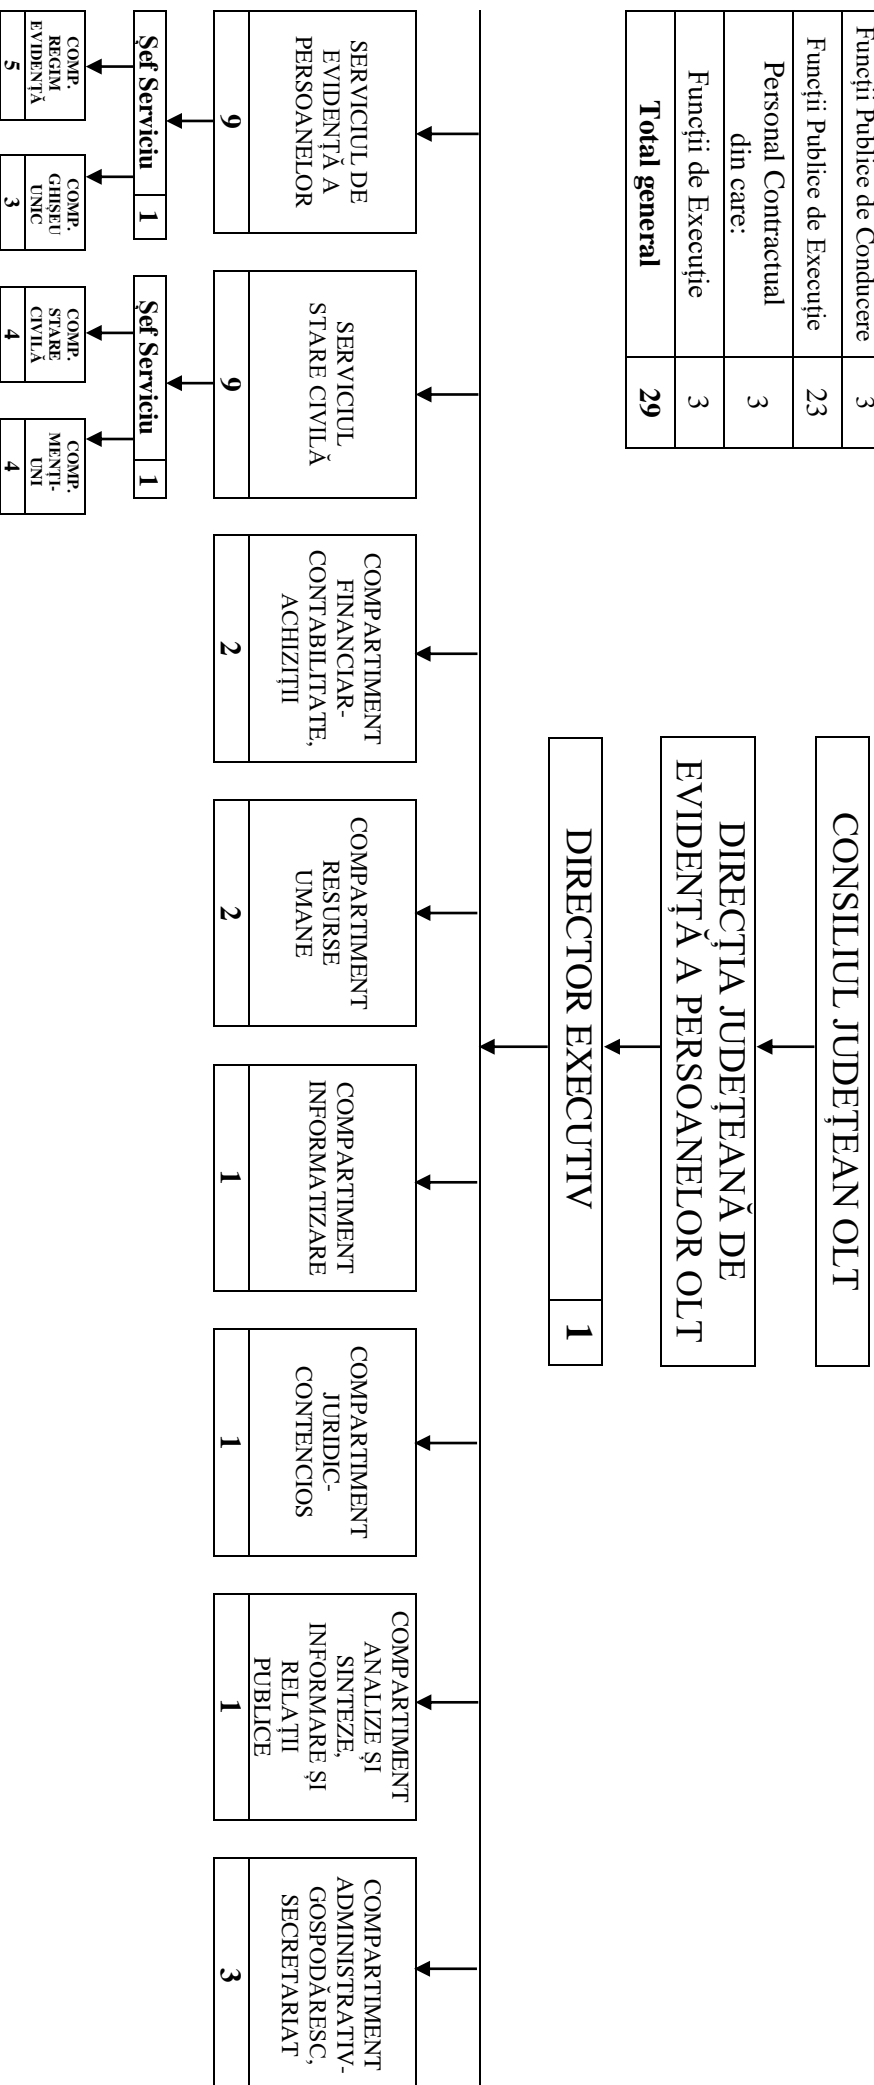 CONSILIUL JUDEȚEAN OLT
DIRECȚIA JUDEȚEANĂ DE
EVIDENȚĂ A PERSOANELOR OLT
DIRECTOR EXECUTIV 1
Funcții Publice de Conducere 3
Funcții Publice de Execuție 23
Personal Contractual
din care: 3
Funcții de Execuție 3
Total general 29
SERVICIUL DE
EVIDENȚĂ A
PERSOANELOR
9
Șef Serviciu 1
COMP.
REGIM
EVIDENȚĂ
5
COMP.
GHIȘEU
UNIC
3
SERVICIUL
STARE CIVILĂ
9
Șef Serviciu 1
COMP.
STARE
CIVILĂ
4
COMP.
MENȚI-
UNI
4
COMPARTIMENT
FINANCIAR-
CONTABILITATE,
ACHIZIȚII
2
COMPARTIMENT
RESURSE
UMANE
2
COMPARTIMENT
INFORMATIZARE
1
COMPARTIMENT
JURIDIC-
CONTENCIOS
1
COMPARTIMENT
ANALIZE ȘI
SINTEZE,
INFORMARE ȘI
RELAȚII
PUBLICE
1
COMPARTIMENT
ADMINISTRATIV-
GOSPODĂRESC,
SECRETARIAT
3